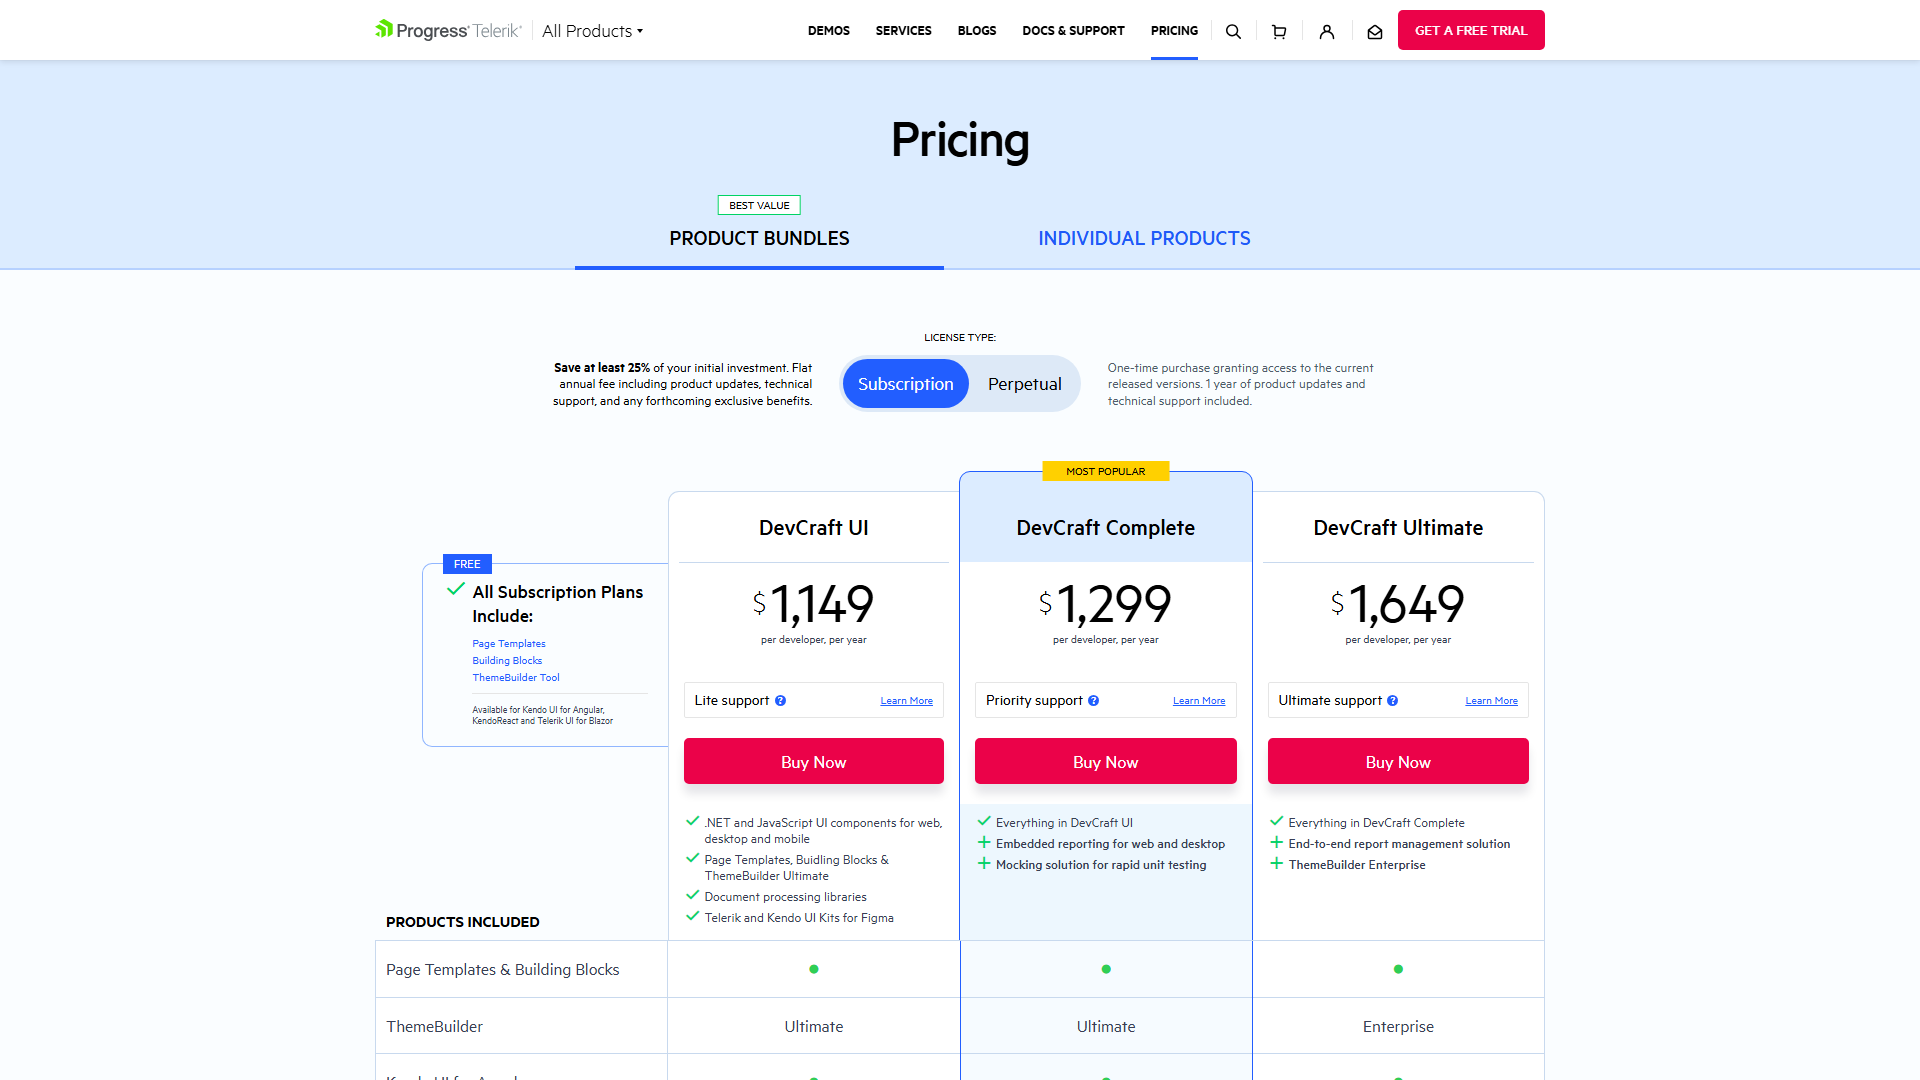 Progress Telerik
All Products
DEMOS
SERVICES
BLOGS
DOCS & SUPPORT
PRICING
GET A FREE TRIAL
Pricing
BEST VALUE
PRODUCT BUNDLES
INDIVIDUAL PRODUCTS
LICENSE TYPE:
Save at least 25% of your initial investment. Flat
annual fee including product updates, technical
support, and any forthcoming exclusive benefits.
Subscription
Perpetual
One-time purchase granting access to the current
released versions. 1 year of product updates and
technical support included.
FREE
All Subscription Plans
Include:
Page Templates
Building Blocks
ThemeBuilder Tool
Available for Kendo UI for Angular,
KendoReact and Telerik UI for Blazor
DevCraft UI
$1,149
per developer, per year
Lite support
Learn More
Buy Now
.NET and JavaScript UI components for web,
desktop and mobile
Page Templates, Buidling Blocks &
ThemeBuilder Ultimate
Document processing libraries
Telerik and Kendo UI Kits for Figma
MOST POPULAR
DevCraft Complete
$1,299
per developer, per year
Priority support
Learn More
Buy Now
Everything in DevCraft UI
Embedded reporting for web and desktop
Mocking solution for rapid unit testing
DevCraft Ultimate
$1,649
per developer, per year
Ultimate support
Learn More
Buy Now
Everything in DevCraft Complete
End-to-end report management solution
ThemeBuilder Enterprise
PRODUCTS INCLUDED
Page Templates & Building Blocks
ThemeBuilder
Ultimate
Ultimate
Enterprise